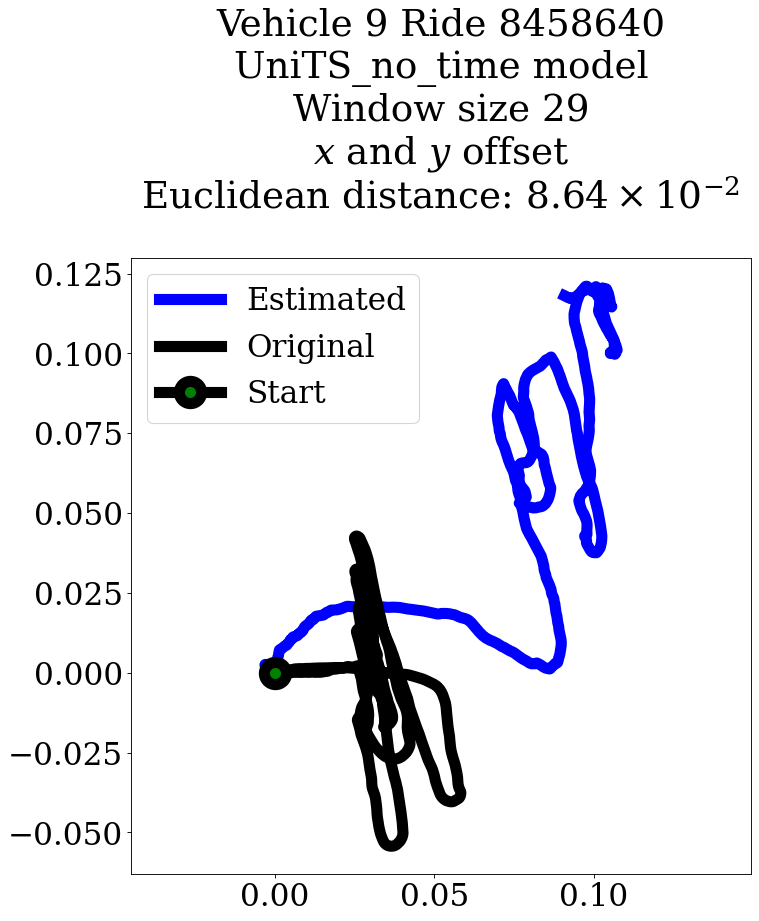 Vehicle 9 Ride 8458640
UniTS_no_time model
Window size 29
x and y offset
Euclidean distance: 8.64 × 10⁻²
Estimated
Original
Start
0.125
0.100
0.075
0.050
0.025
0.000
−0.025
−0.050
0.00 0.05 0.10